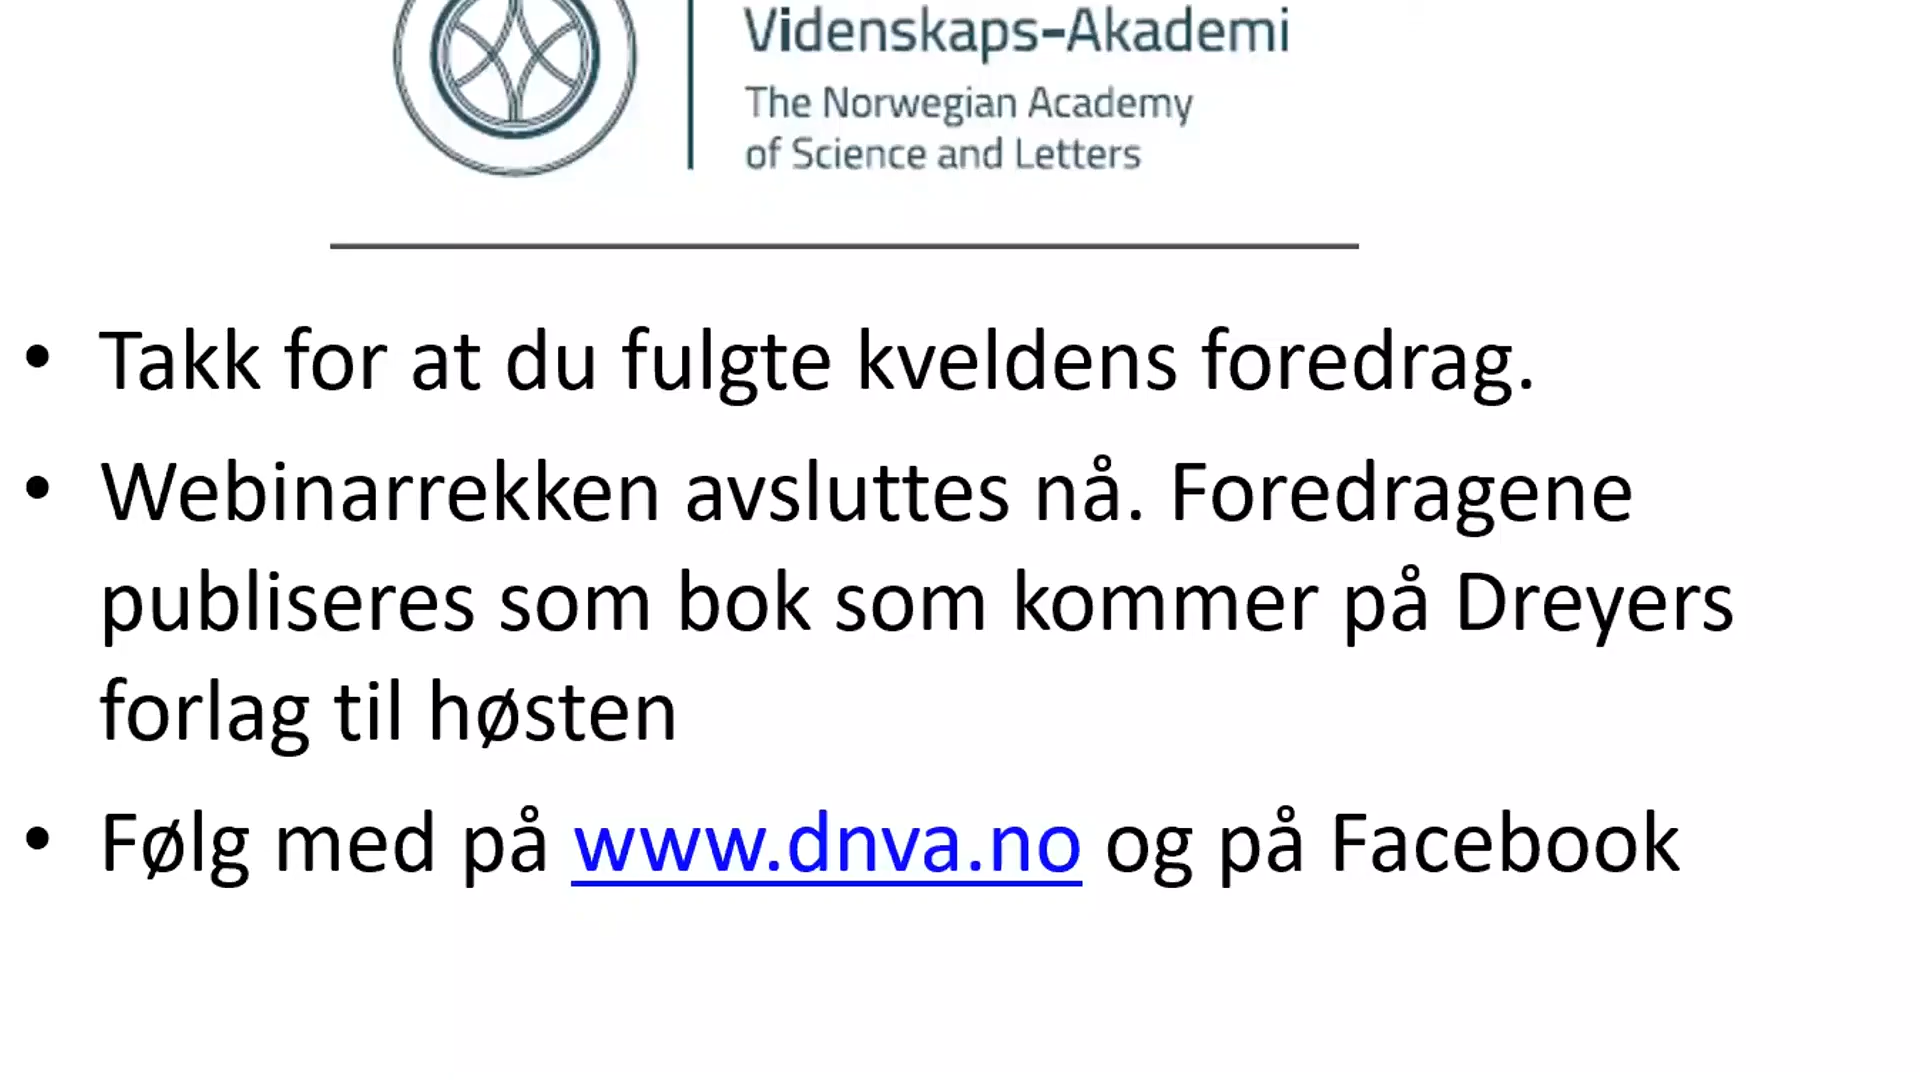 Videnskaps-Akademi
The Norwegian Academy
of Science and Letters
• Takk for at du fulgte kveldens foredrag.
• Webinarrekken avsluttes nå. Foredragene
publiseres som bok som kommer på Dreyers
forlag til høsten
• Følg med på www.dnva.no og på Facebook